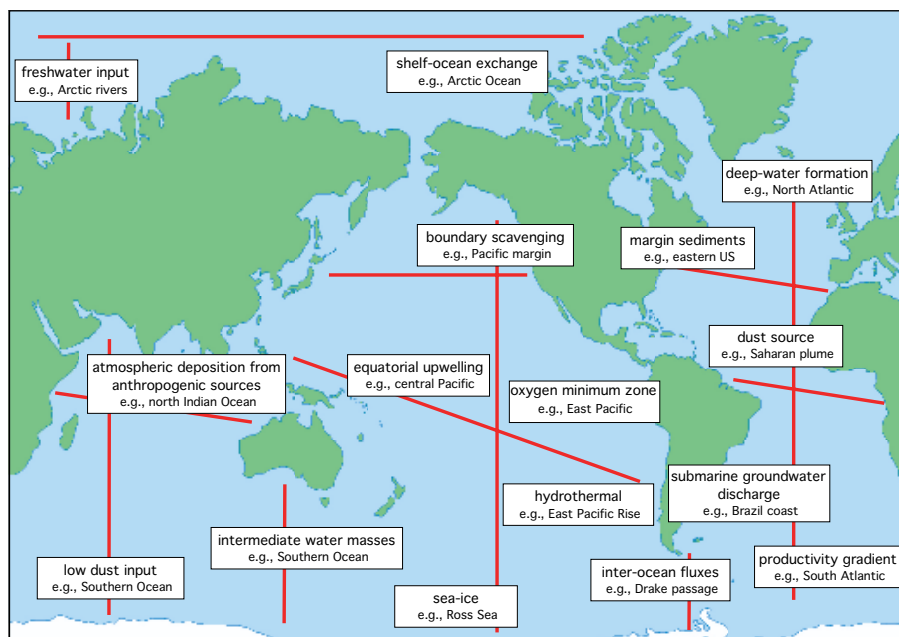 freshwater input
e.g., Arctic rivers
shelf-ocean exchange
e.g., Arctic Ocean
deep-water formation
e.g., North Atlantic
boundary scavenging
e.g., Pacific margin
margin sediments
e.g., eastern US
dust source
e.g., Saharan plume
atmospheric deposition from
anthropogenic sources
e.g., north Indian Ocean
equatorial upwelling
e.g., central Pacific
oxygen minimum zone
e.g., East Pacific
submarine groundwater
discharge
e.g., Brazil coast
hydrothermal
e.g., East Pacific Rise
intermediate water masses
e.g., Southern Ocean
low dust input
e.g., Southern Ocean
sea-ice
e.g., Ross Sea
inter-ocean fluxes
e.g., Drake passage
productivity gradient
e.g., South Atlantic